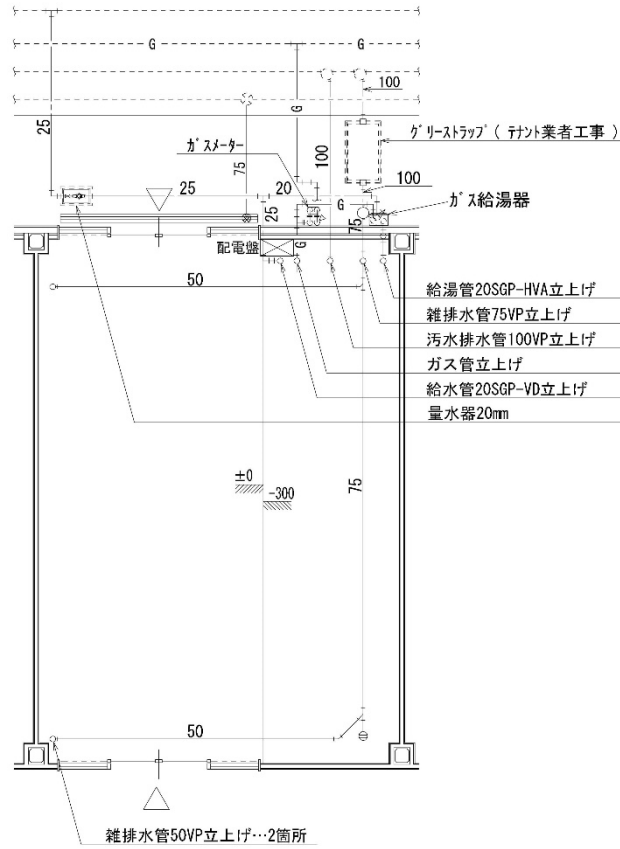 G
G
100
25
G
ｸﾞﾘｰｽﾄﾗｯﾌﾟ ( ﾃﾅﾝﾄ業者工事 )
ｶﾞｽﾒｰﾀｰ
75
100
100
25
20
ｶﾞｽ給湯器
25
75
配電盤
G
50
給湯管20SGP-HVA立上げ
雑排水管75VP立上げ
汚水排水管100VP立上げ
ガス管立上げ
給水管20SGP-VD立上げ
量水器20mm
±0
-300
75
50
雑排水管50VP立上げ…2箇所